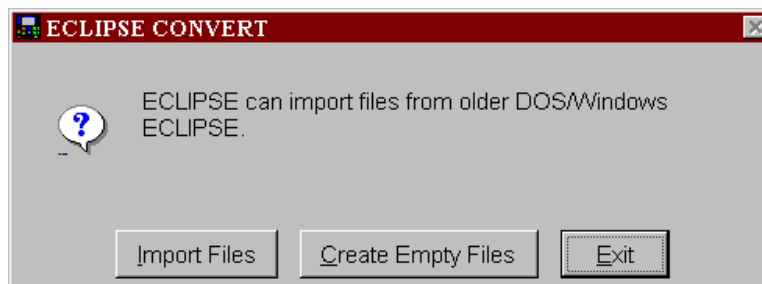 ECLIPSE CONVERT
ECLIPSE can import files from older DOS/Windows
ECLIPSE.
Import Files
Create Empty Files
Exit